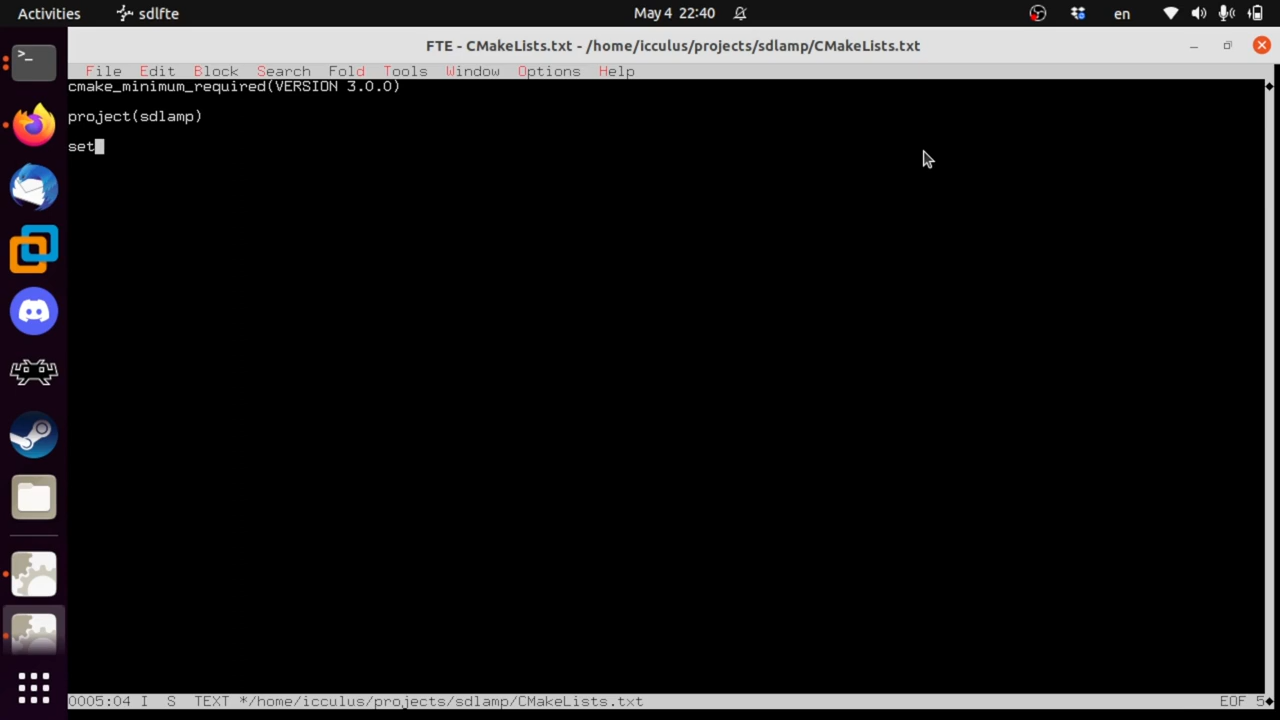 Activities sdlfte May 4 22:40 en
FTE - CMakeLists.txt - /home/icculus/projects/sdlamp/CMakeLists.txt
File Edit Block Search Fold Tools Window Options Help
cmake_minimum_required(VERSION 3.0.0)
project(sdlamp)
set
0005:04 I S TEXT */home/icculus/projects/sdlamp/CMakeLists.txt EOF 5